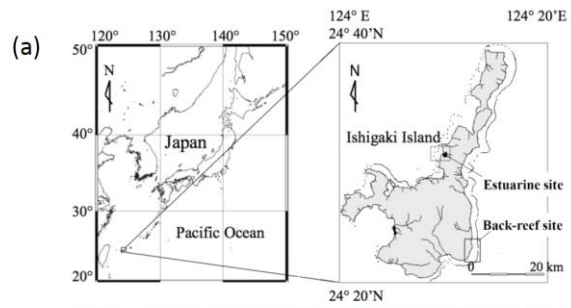 (a)
120° 130° 140° 150°
50°
N
40°
Japan
30°
Pacific Ocean
20°
124° E 124° 20'E
24° 40'N
N
Ishigaki Island
Estuarine site
Back-reef site
0 20 km
24° 20'N